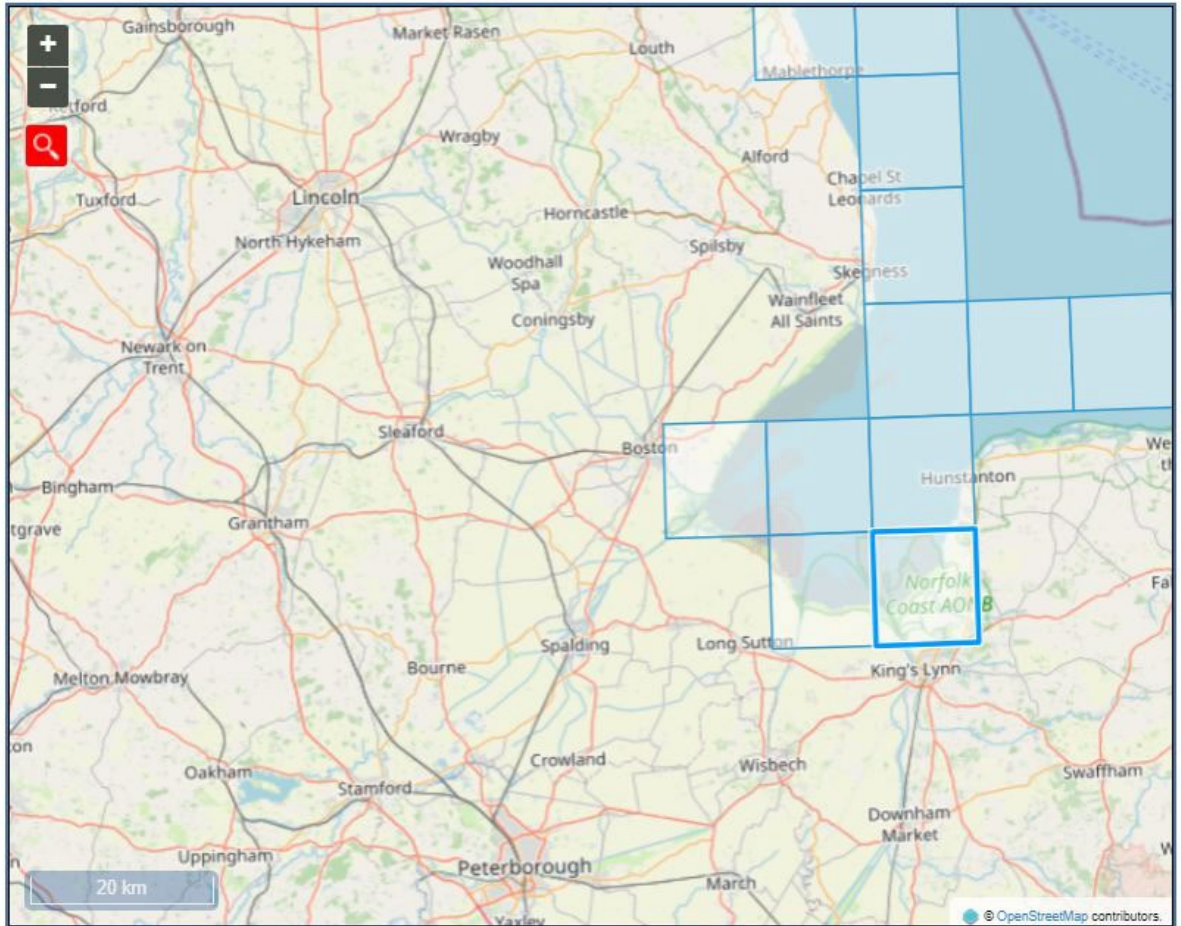 Gainsborough
Market Rasen
Louth
+
−
Mablethorpe
Wragby
Alford
Chapel St
Leonards
Tuxford
Lincoln
Horncastle
North Hykeham
Spilsby
Woodhall
Spa
Skegness
Wainfleet
All Saints
Coningsby
Newark on
Trent
Sleaford
Boston
Hunstanton
Bingham
Grantham
tgrave
Norfolk
Coast AONB
Spalding
Long Sutton
King's Lynn
Bourne
Melton Mowbray
Crowland
Wisbech
Oakham
Swaffham
Stamford
Downham
Market
Uppingham
Peterborough
March
20 km
Yaxley
© OpenStreetMap contributors.